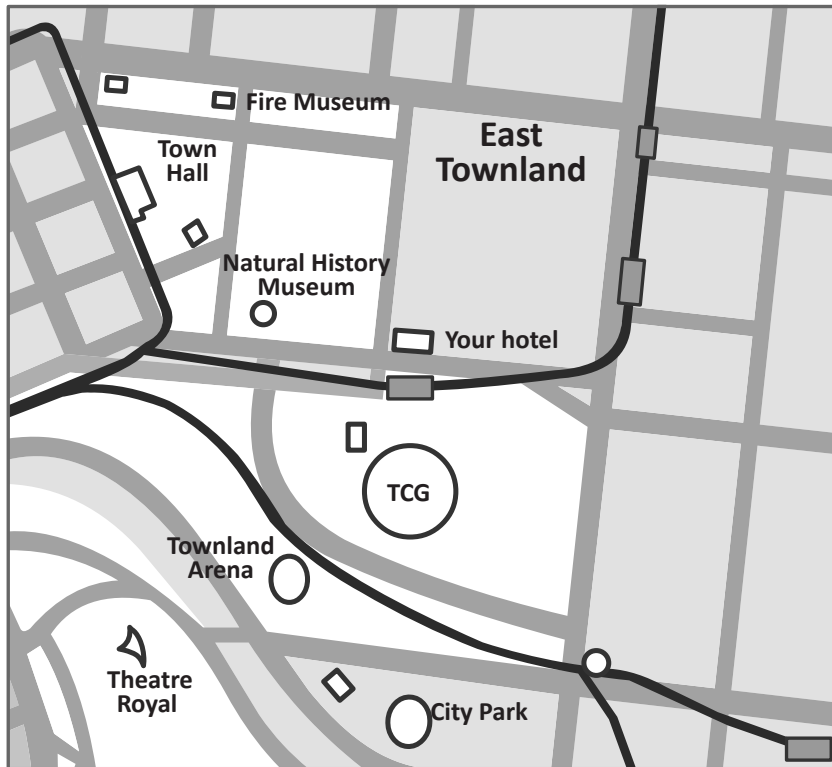 Fire Museum
East
Townland
Town
Hall
Natural History
Museum
Your hotel
TCG
Townland
Arena
Theatre
Royal
City Park